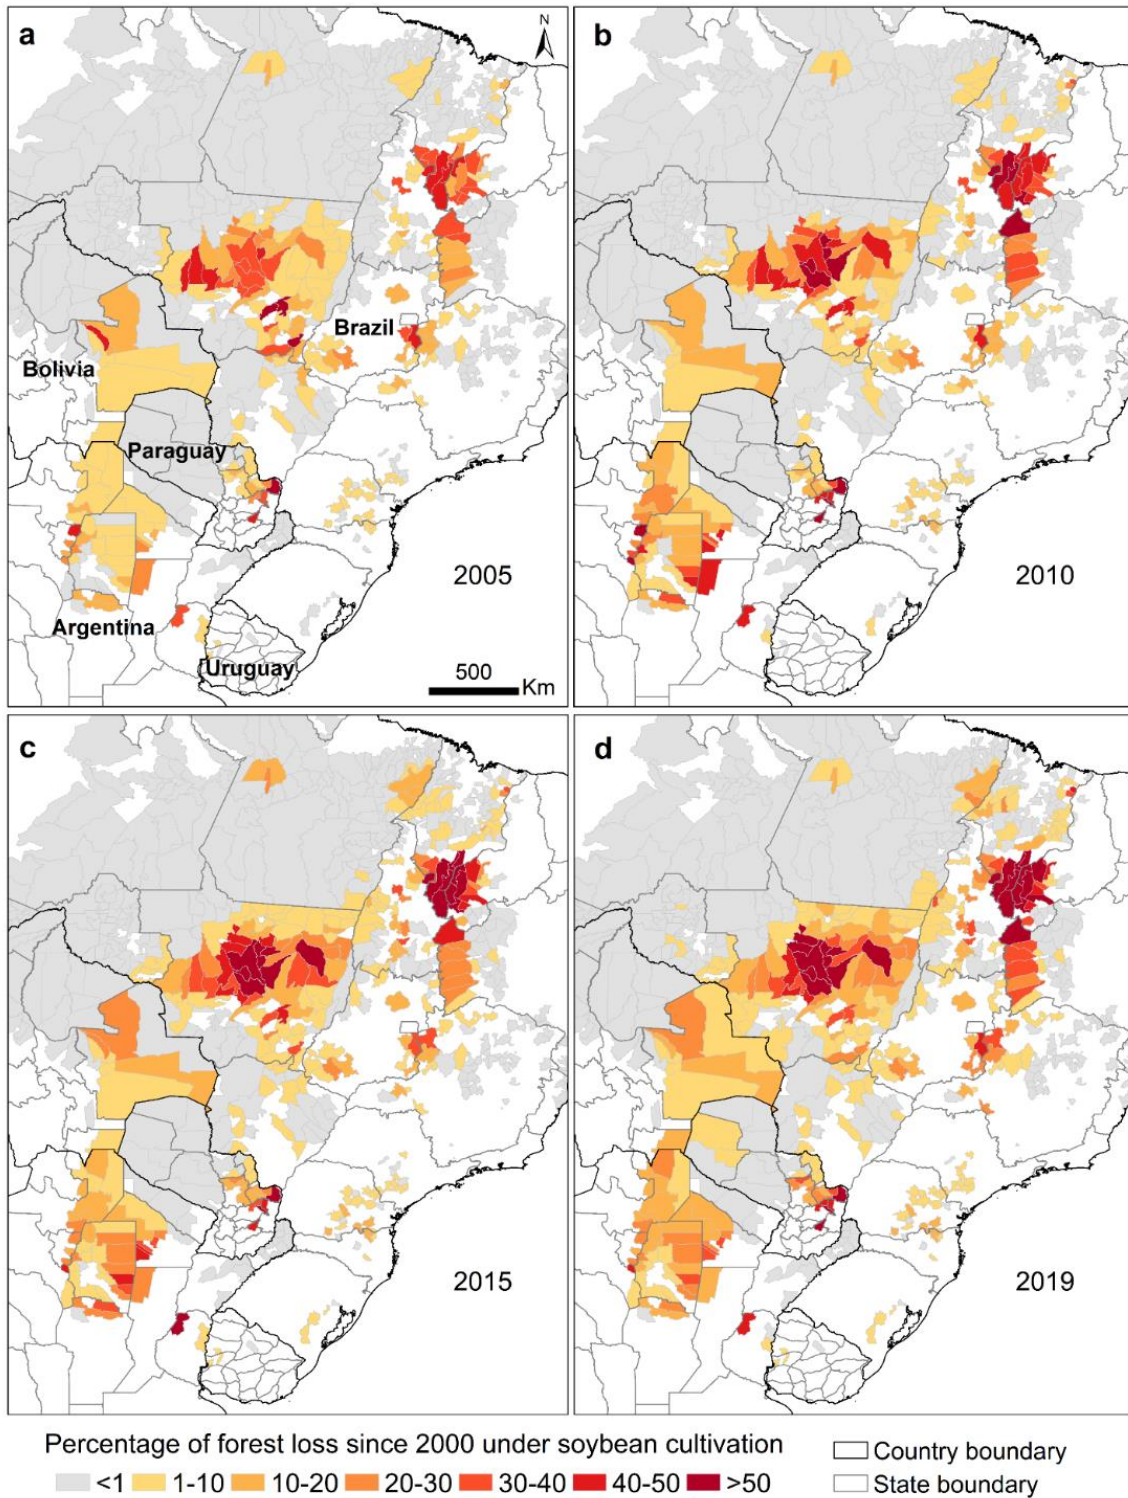 a
N
b
Brazil
Bolivia
Paraguay
2005
2010
Argentina
Uruguay
500
Km
c
d
2015
2019
Percentage of forest loss since 2000 under soybean cultivation
<1 1-10 10-20 20-30 30-40 40-50 >50
Country boundary
State boundary